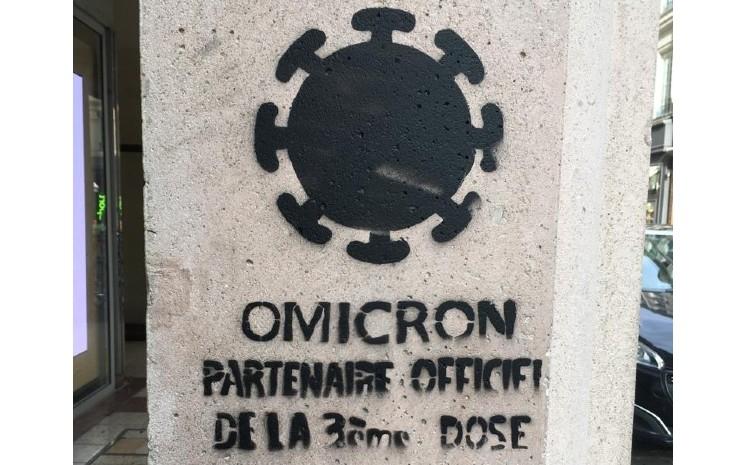 OMICRON
PARTENAIRE OFFICIEL
DE LA 3ème DOSE